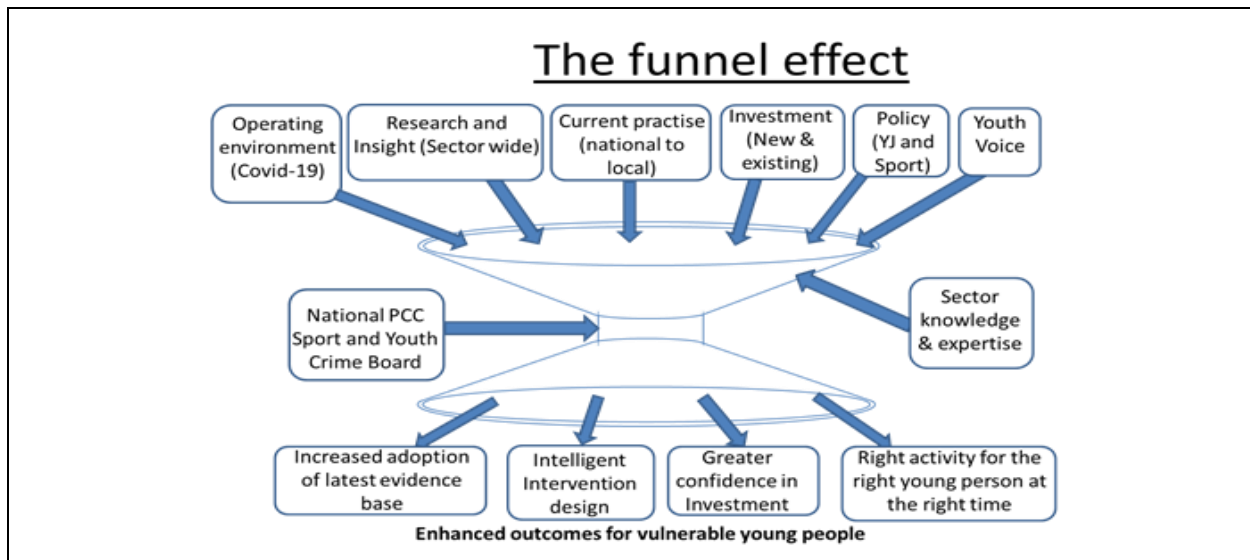 The funnel effect
Operating
environment
(Covid-19)
Research and
Insight (Sector wide)
Current practise
(national to
local)
Investment
(New &
existing)
Policy
(YJ and
Sport)
Youth
Voice
National PCC
Sport and Youth
Crime Board
Sector
knowledge
& expertise
Increased adoption
of latest evidence
base
Intelligent
Intervention
design
Greater
confidence in
Investment
Right activity for the
right young person at
the right time
Enhanced outcomes for vulnerable young people